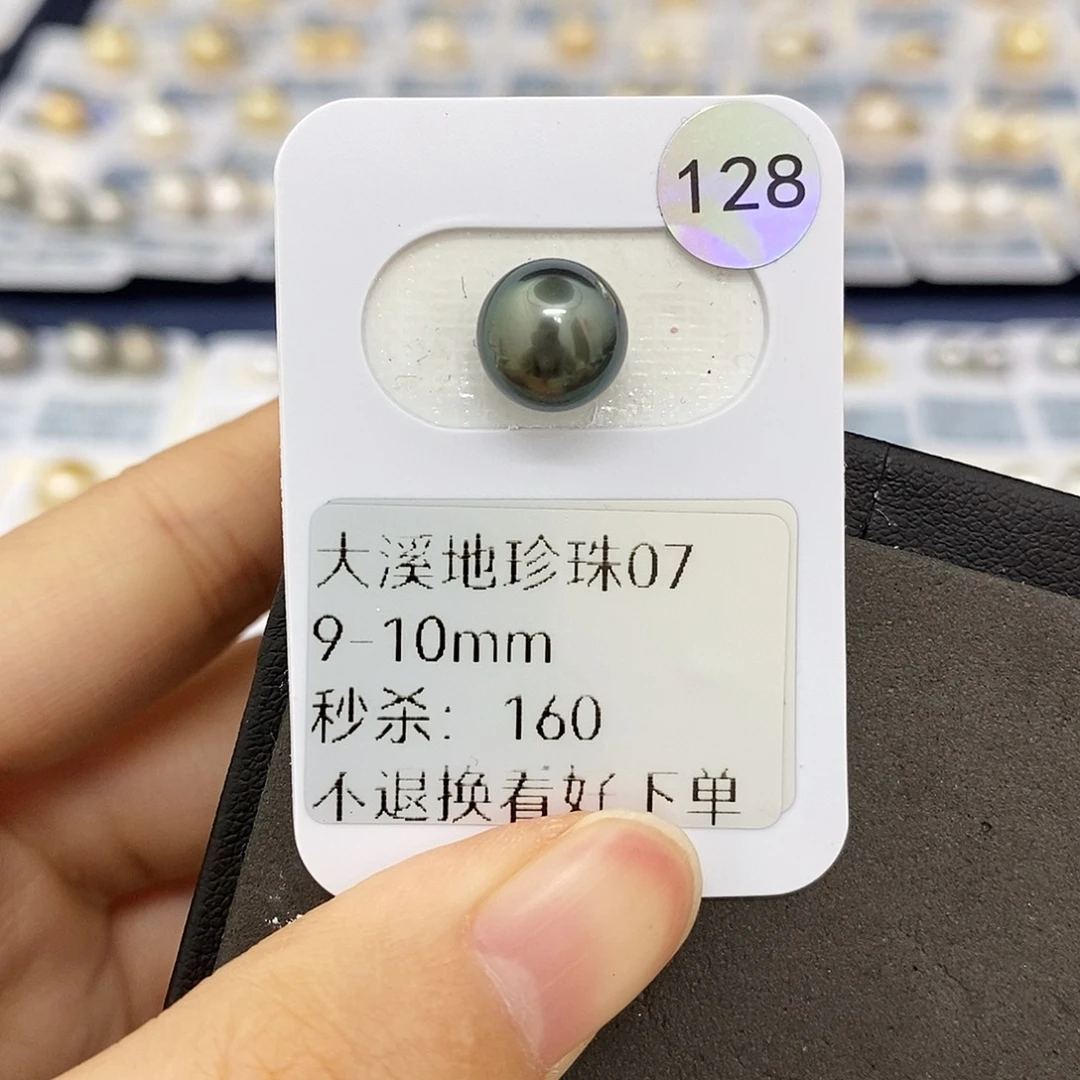 128
大溪地珍珠07
9-10mm
秒杀：160
不退换看好下单